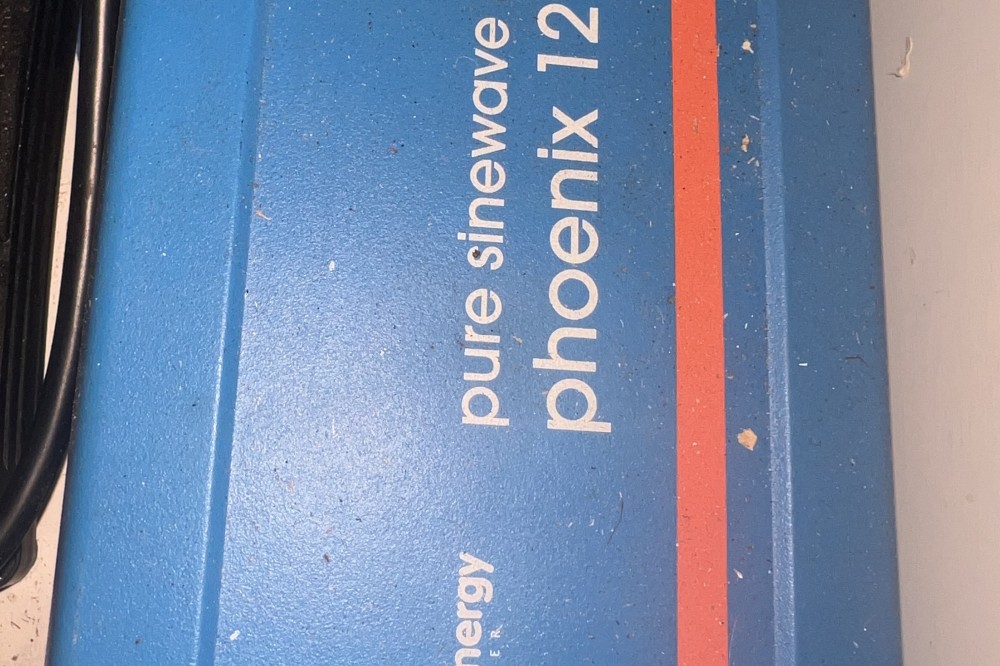 nergy
E R
pure sinewave
phoenix 12